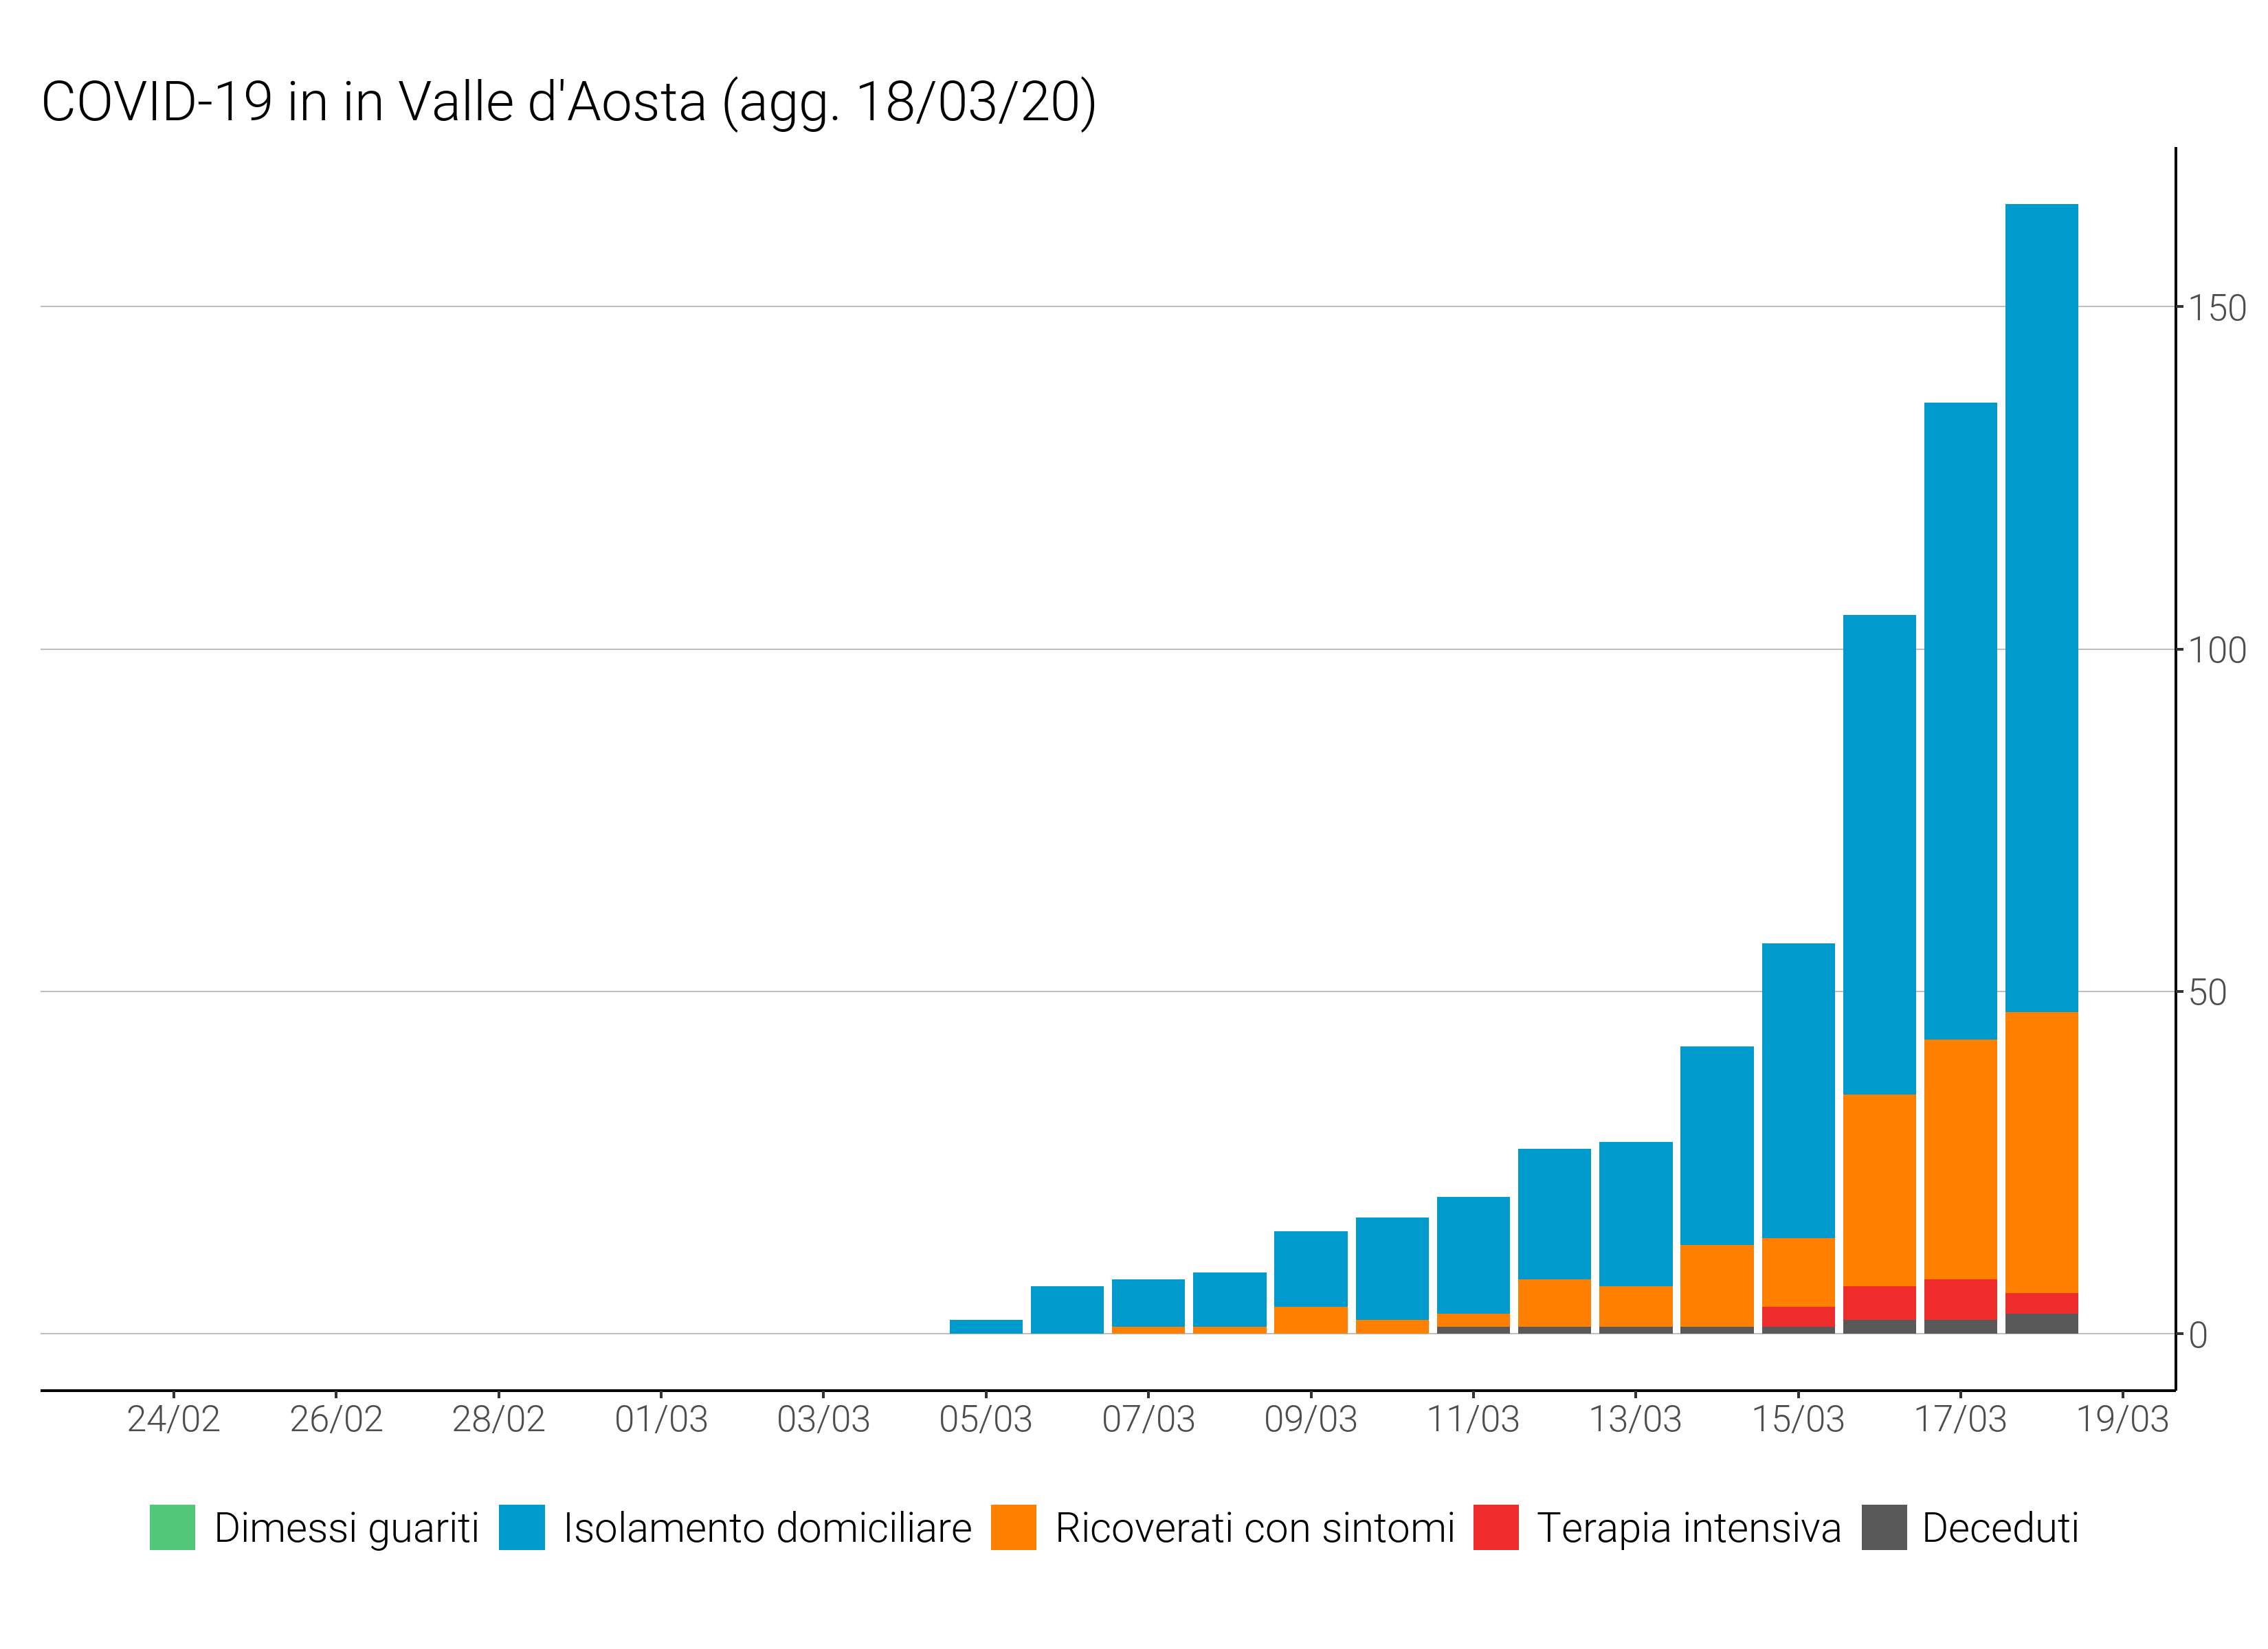 COVID-19 in in Valle d'Aosta (agg. 18/03/20)
150
100
50
0
24/02 26/02 28/02 01/03 03/03 05/03 07/03 09/03 11/03 13/03 15/03 17/03 19/03
Dimessi guariti Isolamento domiciliare Ricoverati con sintomi Terapia intensiva Deceduti